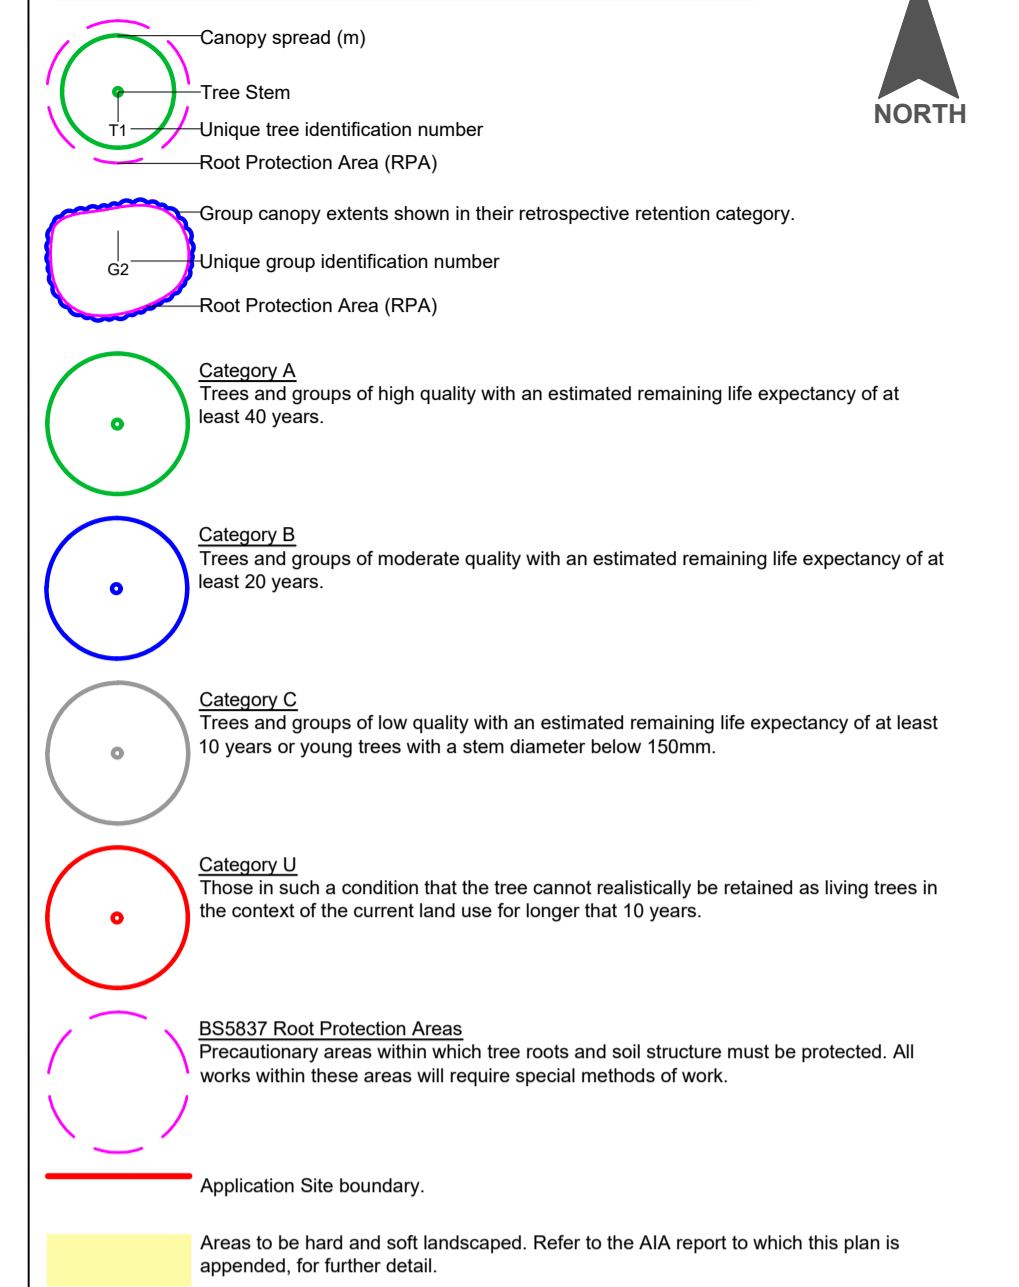 Canopy spread (m)
NORTH
Tree Stem
T1
Unique tree identification number
Root Protection Area (RPA)
Group canopy extents shown in their retrospective retention category.
G2
Unique group identification number
Root Protection Area (RPA)
Category A
Trees and groups of high quality with an estimated remaining life expectancy of at
least 40 years.
Category B
Trees and groups of moderate quality with an estimated remaining life expectancy of at
least 20 years.
Category C
Trees and groups of low quality with an estimated remaining life expectancy of at least
10 years or young trees with a stem diameter below 150mm.
Category U
Those in such a condition that the tree cannot realistically be retained as living trees in
the context of the current land use for longer that 10 years.
BS5837 Root Protection Areas
Precautionary areas within which tree roots and soil structure must be protected. All
works within these areas will require special methods of work.
Application Site boundary.
Areas to be hard and soft landscaped. Refer to the AIA report to which this plan is
appended, for further detail.